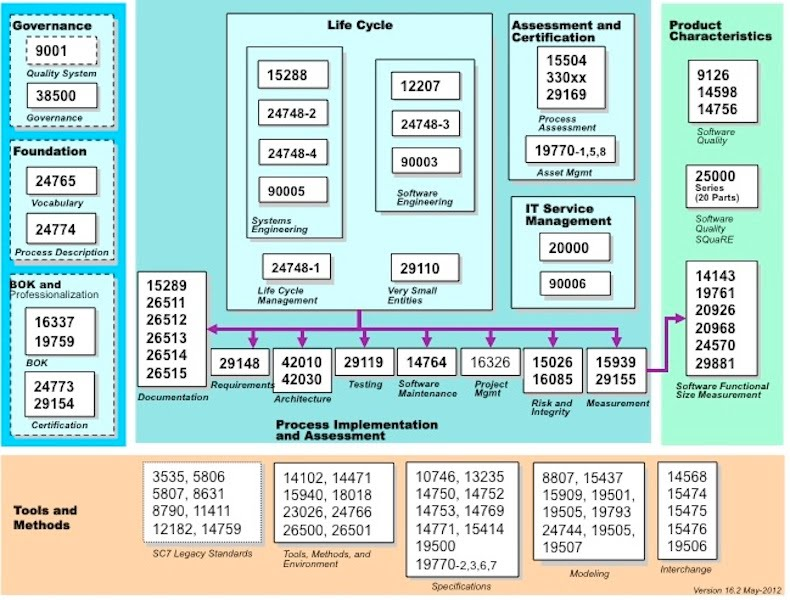 Governance
9001
Quality System
38500
Governance
Foundation
24765
Vocabulary
24774
Process Description
BOK and
Professionalization
16337
19759
BOK
24773
29154
Certification
Life Cycle
15288
24748-2
24748-4
90005
Systems
Engineering
12207
24748-3
90003
Software
Engineering
24748-1
Life Cycle
Management
29110
Very Small
Entities
Assessment and
Certification
15504
330xx
29169
Process
Assessment
19770-1,5,8
Asset Mgmt
IT Service
Management
20000
90006
15289
26511
26512
26513
26514
26515
Documentation
29148
Requirements
42010
42030
Architecture
29119
Testing
14764
Software
Maintenance
16326
Project
Mgmt
15026
16085
Risk and
Integrity
15939
29155
Measurement
Process Implementation
and Assessment
Product
Characteristics
9126
14598
14756
Software
Quality
25000
Series
(20 Parts)
Software
Quality
SQuaRE
14143
19761
20926
20968
24570
29881
Software Functional
Size Measurement
Tools and
Methods
3535, 5806
5807, 8631
8790, 11411
12182, 14759
SC7 Legacy Standards
14102, 14471
15940, 18018
23026, 24766
26500, 26501
Tools, Methods, and
Environment
10746, 13235
14750, 14752
14753, 14769
14771, 15414
19500
19770-2,3,6,7
Specifications
8807, 15437
15909, 19501,
19505, 19793
24744, 19505,
19507
Modeling
14568
15474
15475
15476
19506
Interchange
Version 16.2 May-2012